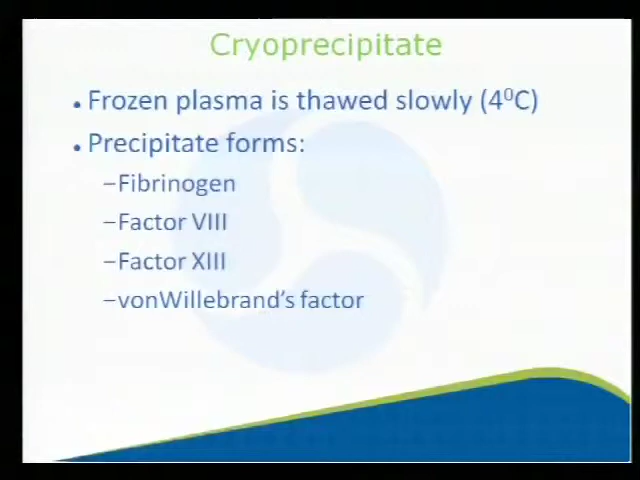 Cryoprecipitate
• Frozen plasma is thawed slowly (4⁰C)
• Precipitate forms:
–Fibrinogen
–Factor VIII
–Factor XIII
–vonWillebrand's factor